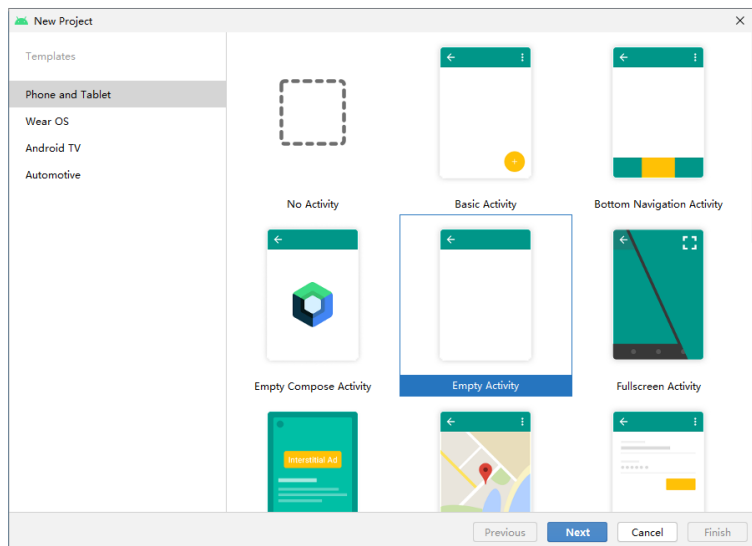 New Project
Templates
Phone and Tablet
Wear OS
Android TV
Automotive
No Activity
Basic Activity
Bottom Navigation Activity
Empty Compose Activity
Empty Activity
Fullscreen Activity
Interstitial Ad
Previous
Next
Cancel
Finish